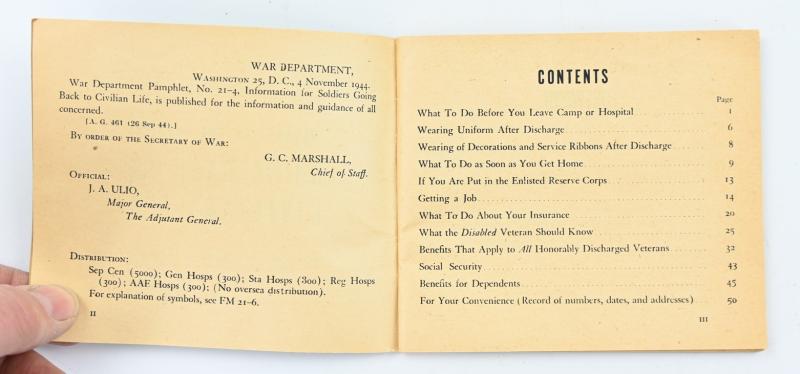 WAR DEPARTMENT,
WASHINGTON 25, D. C., 4 November 1944.
War Department Pamphlet, No. 21–4, Information for Soldiers Going
Back to Civilian Life, is published for the information and guidance of all
concerned.
[A. G. 461 (26 Sep 44).]
BY ORDER OF THE SECRETARY OF WAR:
G. C. MARSHALL,
Chief of Staff.
OFFICIAL:
J. A. ULIO,
Major General,
The Adjutant General.
DISTRIBUTION:
Sep Cen (5000); Gen Hosps (300); Sta Hosps (300); Reg Hosps
(300); AAF Hosps (300); (No oversea distribution).
For explanation of symbols, see FM 21–6.
II
CONTENTS
Page
What To Do Before You Leave Camp or Hospital 1
Wearing Uniform After Discharge 6
Wearing of Decorations and Service Ribbons After Discharge 8
What To Do as Soon as You Get Home 9
If You Are Put in the Enlisted Reserve Corps 13
Getting a Job 14
What To Do About Your Insurance 20
What the Disabled Veteran Should Know 25
Benefits That Apply to All Honorably Discharged Veterans 32
Social Security 43
Benefits for Dependents 45
For Your Convenience (Record of numbers, dates, and addresses) 50
III